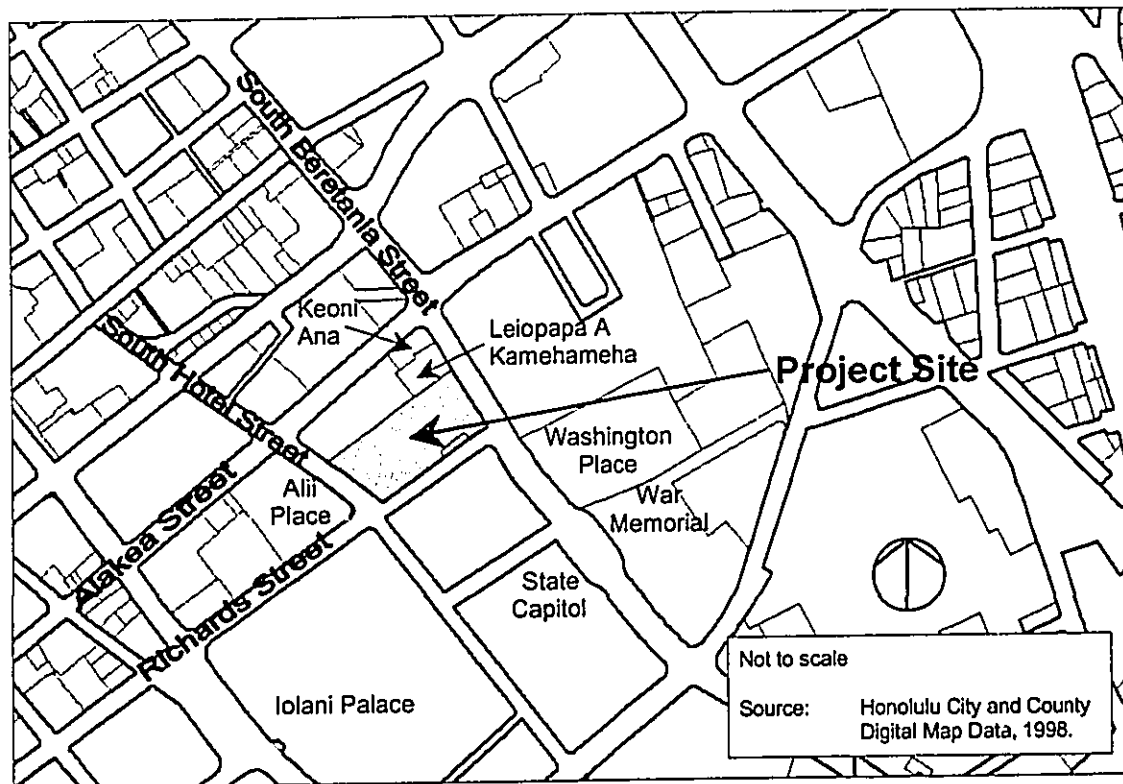 South Beretania Street
Keoni
Ana
Leiopapa A
Kamehameha
Project Site
South Hotel Street
Washington
Place
War
Memorial
Alii
Place
Alakea Street
Richards Street
State
Capitol
Iolani Palace
Not to scale
Source: Honolulu City and County
Digital Map Data, 1998.